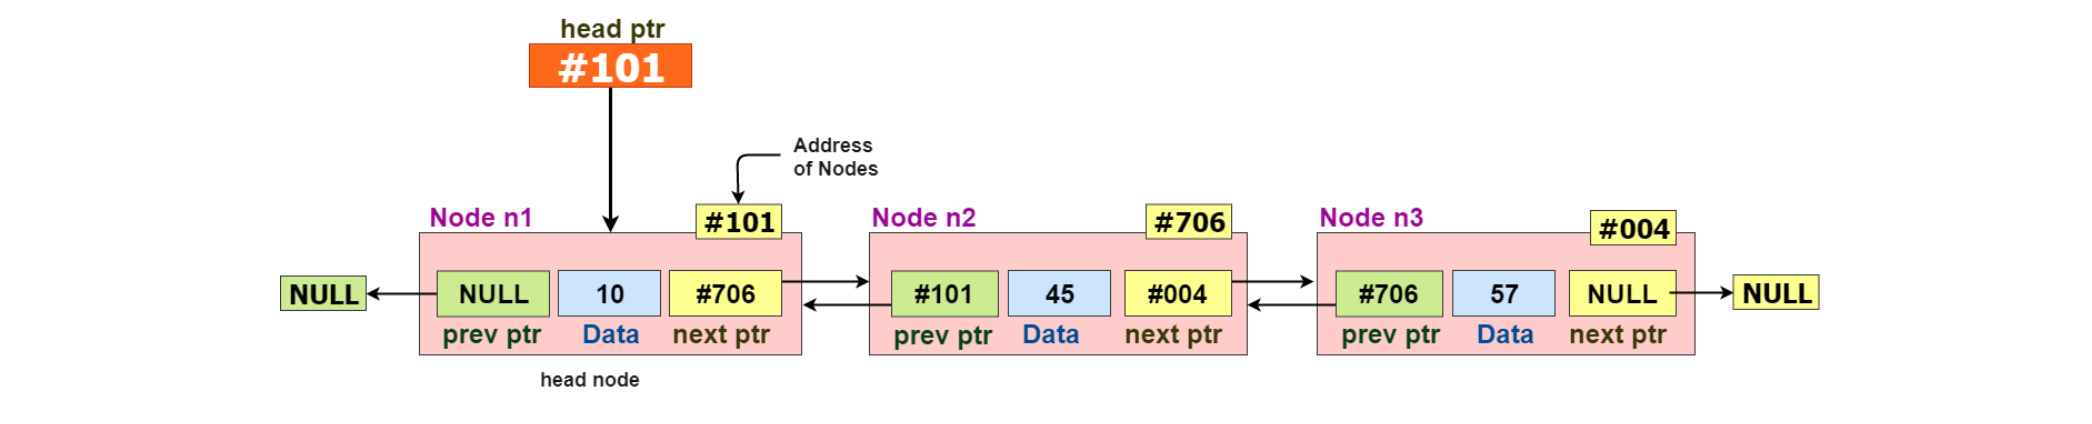 head ptr
#101
Address
of Nodes
Node n1
#101
Node n2
#706
Node n3
#004
NULL
NULL
10
#706
#101
45
#004
#706
57
NULL
NULL
prev ptr
Data
next ptr
prev ptr
Data
next ptr
prev ptr
Data
next ptr
head node